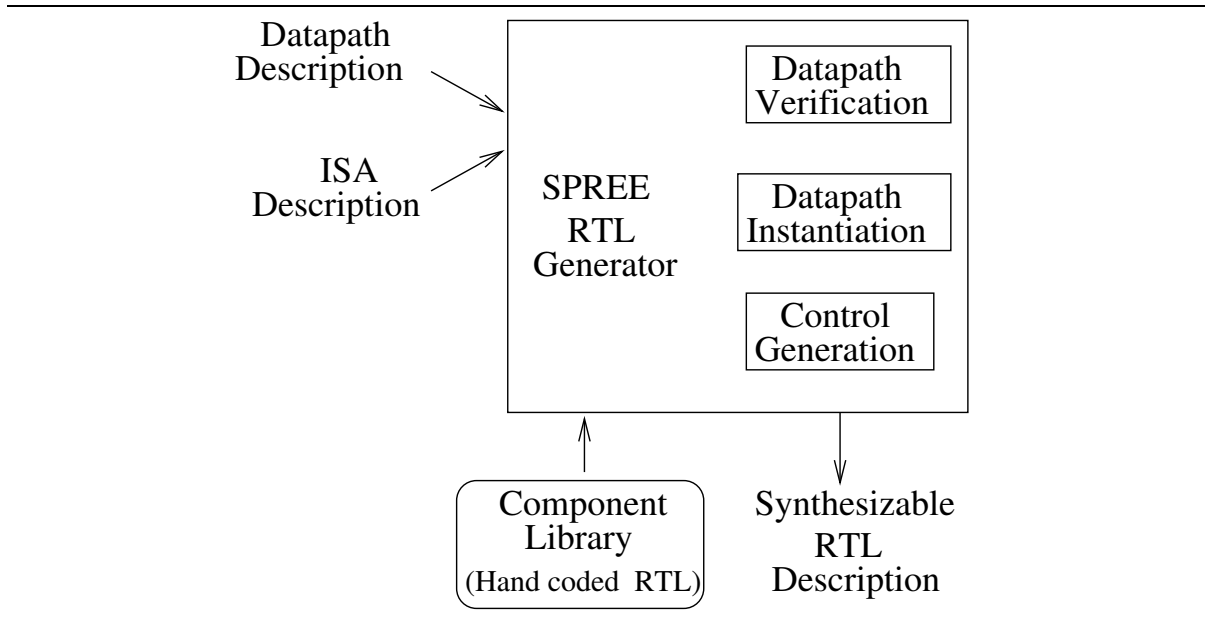 Datapath
Description
ISA
Description
SPREE
RTL
Generator
Datapath
Verification
Datapath
Instantiation
Control
Generation
Component
Library
(Hand coded RTL)
Synthesizable
RTL
Description